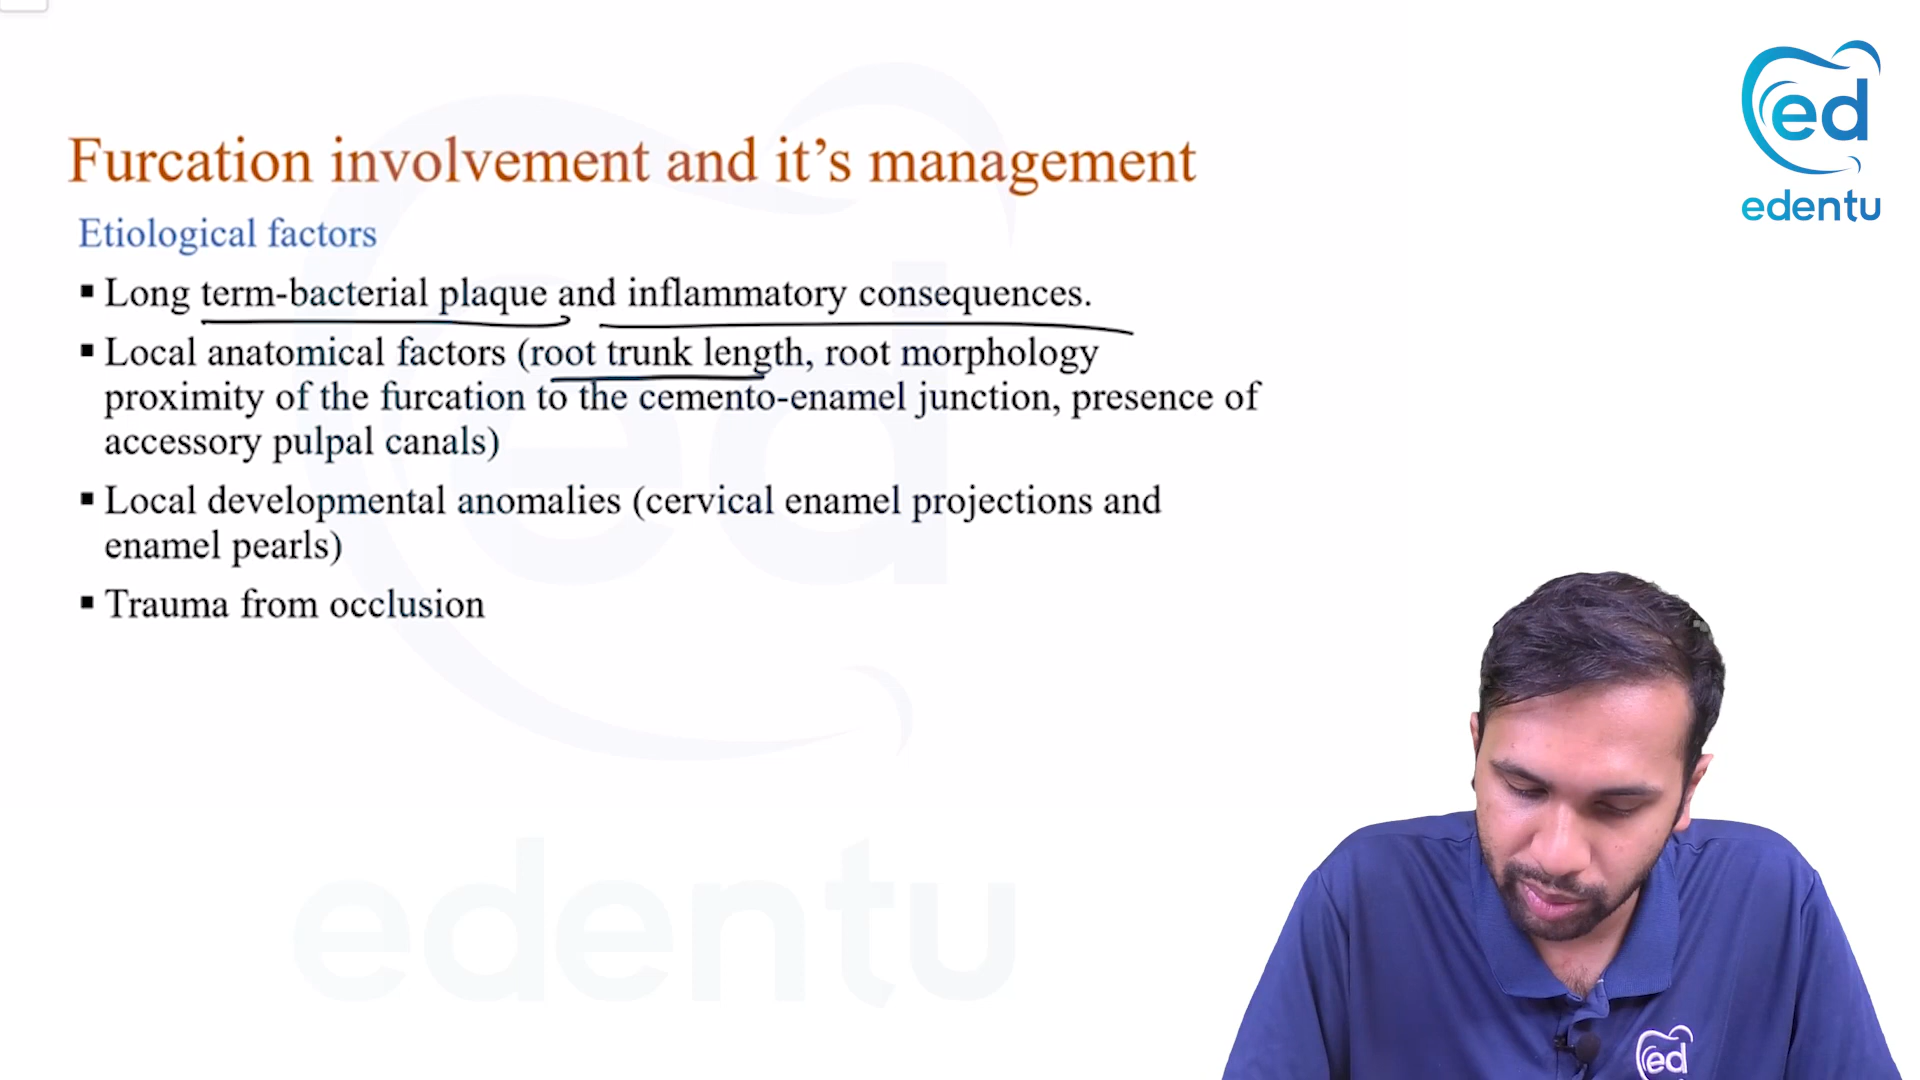 ed
edentu
Furcation involvement and it’s management
Etiological factors
▪ Long term-bacterial plaque and inflammatory consequences.
▪ Local anatomical factors (root trunk length, root morphology
proximity of the furcation to the cemento-enamel junction, presence of
accessory pulpal canals)
▪ Local developmental anomalies (cervical enamel projections and
enamel pearls)
▪ Trauma from occlusion
ed
edentu
ed